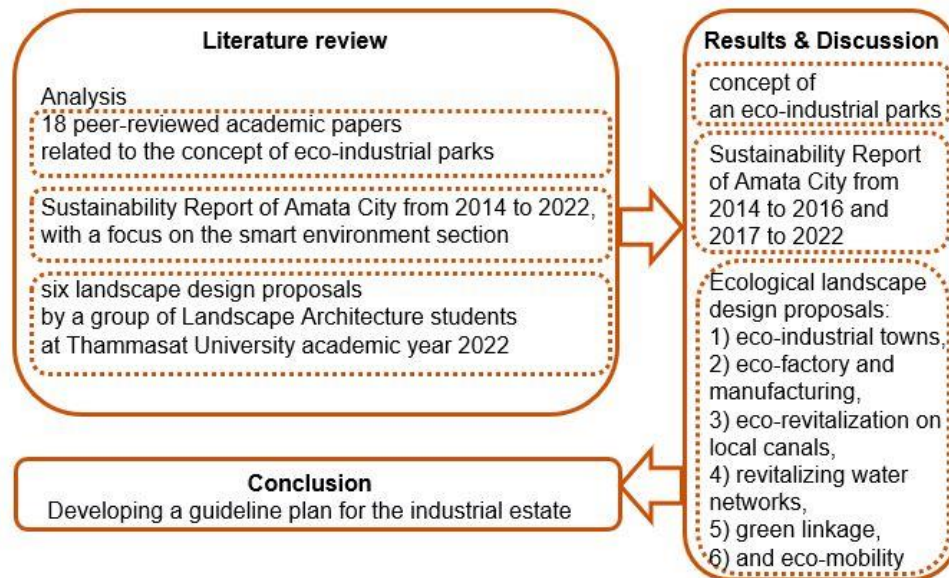 Literature review
Analysis
18 peer-reviewed academic papers
related to the concept of eco-industrial parks
Sustainability Report of Amata City from 2014 to 2022,
with a focus on the smart environment section
six landscape design proposals
by a group of Landscape Architecture students
at Thammasat University academic year 2022
Results & Discussion
concept of
an eco-industrial parks
Sustainability Report
of Amata City from
2014 to 2016 and
2017 to 2022
Ecological landscape
design proposals:
1) eco-industrial towns,
2) eco-factory and
manufacturing,
3) eco-revitalization on
local canals,
4) revitalizing water
networks,
5) green linkage,
6) and eco-mobility
Conclusion
Developing a guideline plan for the industrial estate